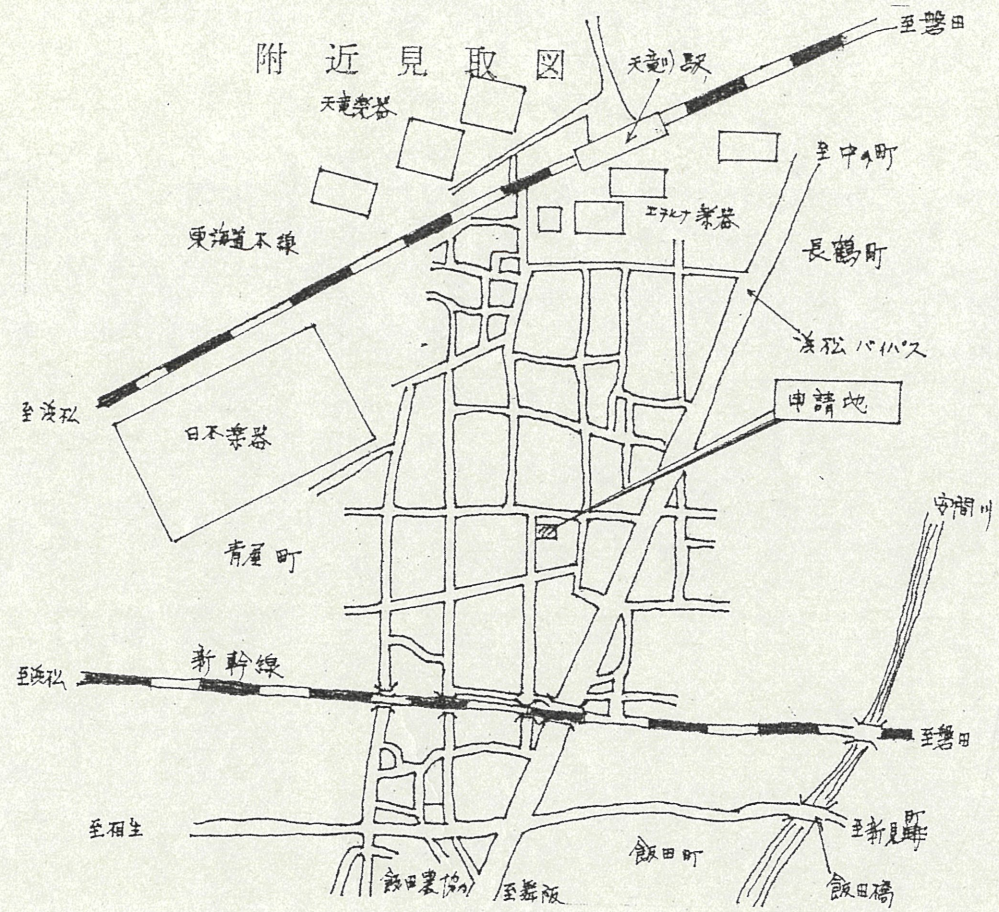 至磐田
附近見取図
天竜川駅
天竜楽器
至中の町
エテルナ楽器
東海道本線
長鶴町
浜松バイパス
申請地
至浜松
日本楽器
安間川
青屋町
新幹線
至浜松
至磐田
至相生
至新見町
飯田町
飯田農協
至舞阪
飯田橋